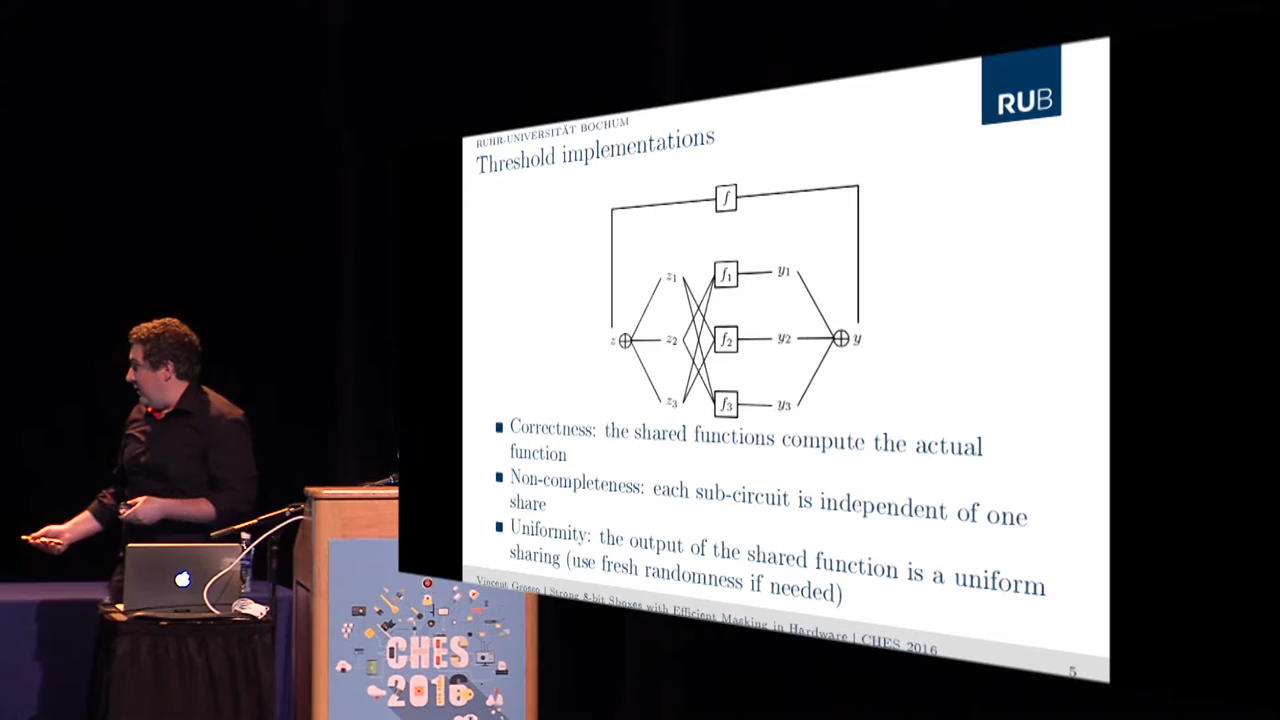 RUB
RUHR-UNIVERSITÄT BOCHUM
Threshold implementations
f
z1
f1
y1
z
z2
f2
y2
y
z3
f3
y3
Correctness: the shared functions compute the actual
function
Non-completeness: each sub-circuit is independent of one
share
Uniformity: the output of the shared function is a uniform
sharing (use fresh randomness if needed)
Vincent Grosso | Strong 8-bit Sboxes with Efficient Masking in Hardware | CHES 2016
5
CHES
2016